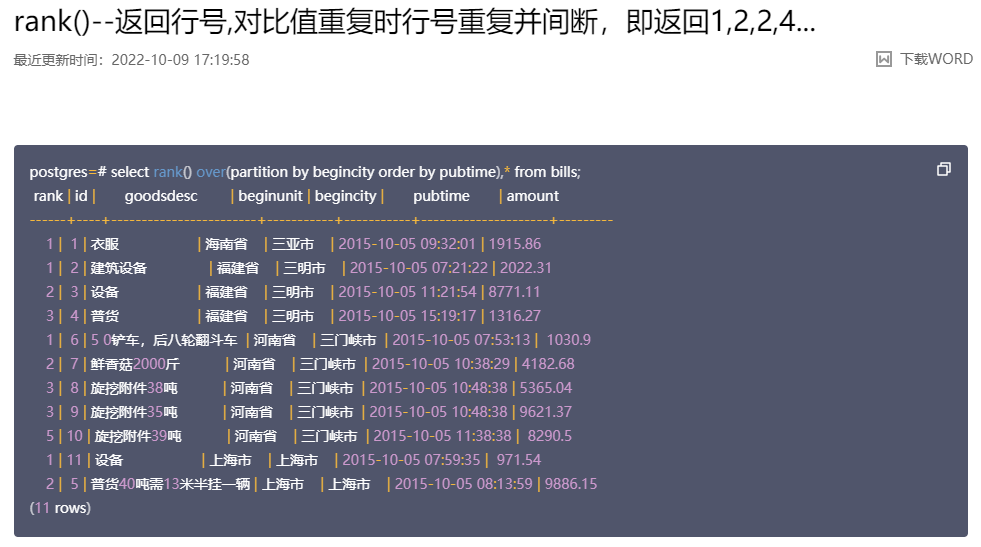 rank()--返回行号,对比值重复时行号重复并间断，即返回1,2,2,4...
最近更新时间：2022-10-09 17:19:58
下载WORD
postgres=# select rank() over(partition by begincity order by pubtime),* from bills;
rank | id | goodsdesc | beginunit | begincity | pubtime | amount
------+----+-----------------------+-----------+-----------+---------------------+---------
1 | 1 | 衣服 | 海南省 | 三亚市 | 2015-10-05 09:32:01 | 1915.86
1 | 2 | 建筑设备 | 福建省 | 三明市 | 2015-10-05 07:21:22 | 2022.31
2 | 3 | 设备 | 福建省 | 三明市 | 2015-10-05 11:21:54 | 8771.11
3 | 4 | 普货 | 福建省 | 三明市 | 2015-10-05 15:19:17 | 1316.27
1 | 6 | 5 0铲车，后八轮翻斗车 | 河南省 | 三门峡市 | 2015-10-05 07:53:13 | 1030.9
2 | 7 | 鲜香菇2000斤 | 河南省 | 三门峡市 | 2015-10-05 10:38:29 | 4182.68
3 | 8 | 旋挖附件38吨 | 河南省 | 三门峡市 | 2015-10-05 10:48:38 | 5365.04
3 | 9 | 旋挖附件35吨 | 河南省 | 三门峡市 | 2015-10-05 10:48:38 | 9621.37
5 | 10 | 旋挖附件39吨 | 河南省 | 三门峡市 | 2015-10-05 11:38:38 | 8290.5
1 | 11 | 设备 | 上海市 | 上海市 | 2015-10-05 07:59:35 | 971.54
2 | 5 | 普货40吨需13米半挂一辆 | 上海市 | 上海市 | 2015-10-05 08:13:59 | 9886.15
(11 rows)